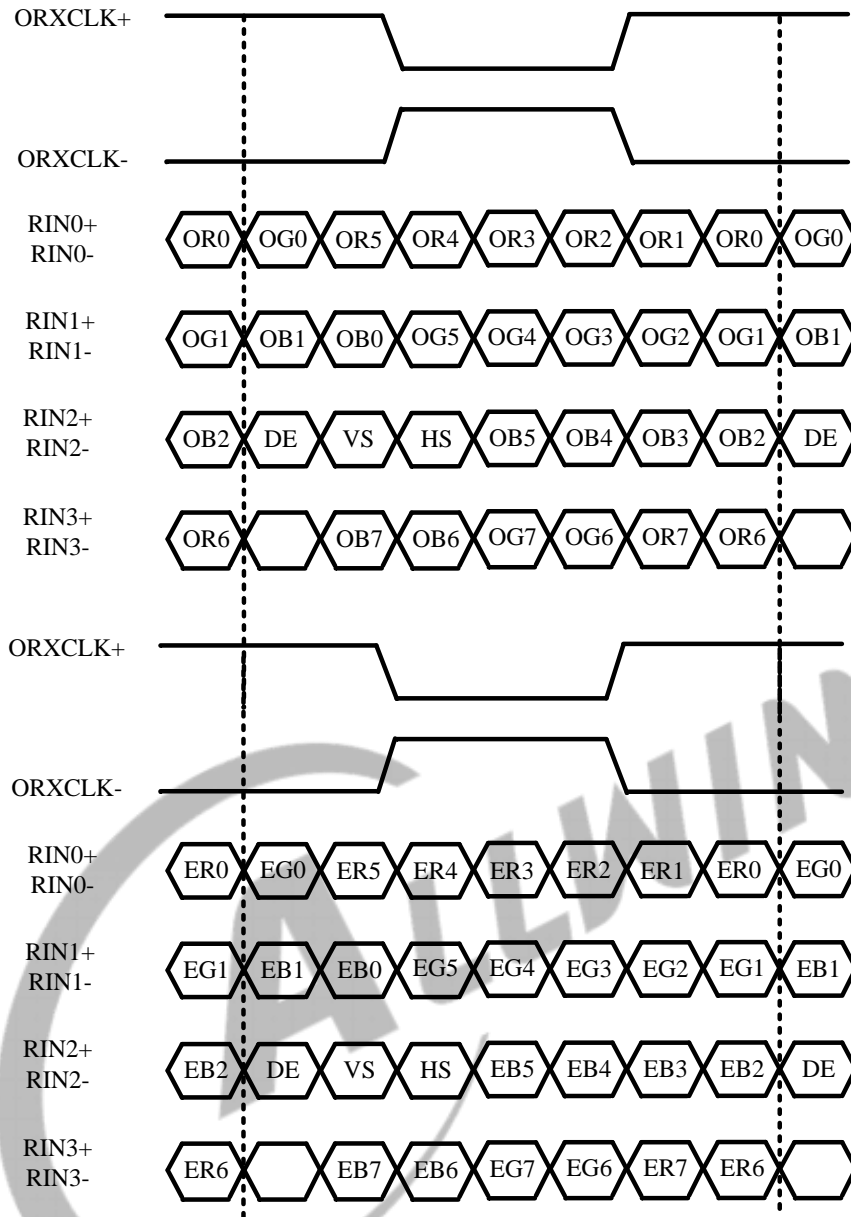 ORXCLK+
ORXCLK-
RIN0+
RIN0-
OR0 OG0 OR5 OR4 OR3 OR2 OR1 OR0 OG0
RIN1+
RIN1-
OG1 OB1 OB0 OG5 OG4 OG3 OG2 OG1 OB1
RIN2+
RIN2-
OB2 DE VS HS OB5 OB4 OB3 OB2 DE
RIN3+
RIN3-
OR6 OB7 OB6 OG7 OG6 OR7 OR6
ORXCLK+
ORXCLK-
RIN0+
RIN0-
ER0 EG0 ER5 ER4 ER3 ER2 ER1 ER0 EG0
RIN1+
RIN1-
EG1 EB1 EB0 EG5 EG4 EG3 EG2 EG1 EB1
RIN2+
RIN2-
EB2 DE VS HS EB5 EB4 EB3 EB2 DE
RIN3+
RIN3-
ER6 EB7 EB6 EG7 EG6 ER7 ER6
ALLWIN